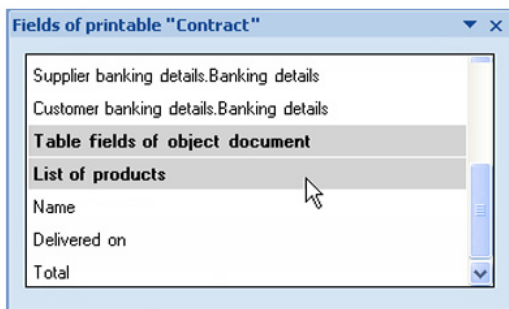 Fields of printable "Contract"
Supplier banking details.Banking details
Customer banking details.Banking details
Table fields of object document
List of products
Name
Delivered on
Total